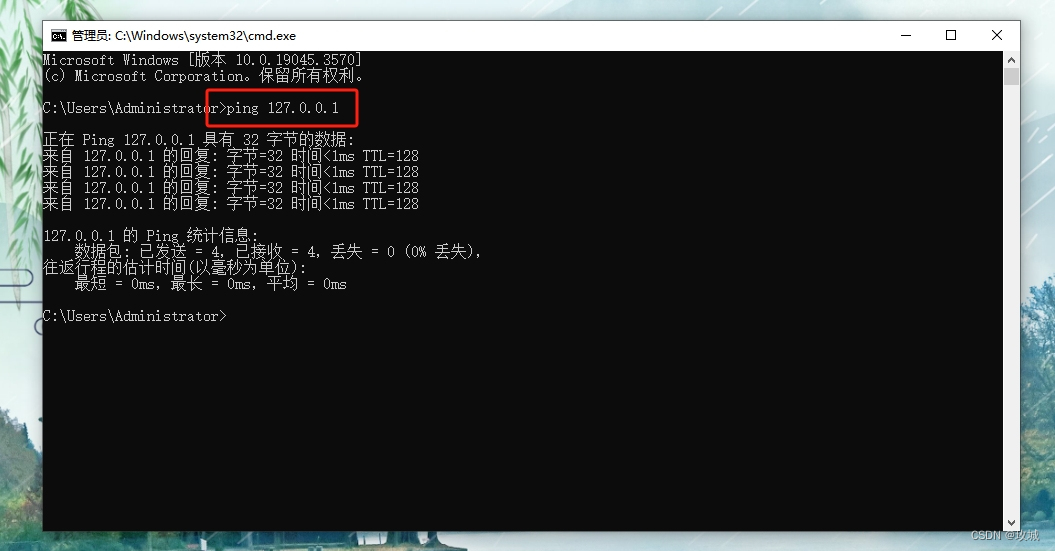 管理员: C:\Windows\system32\cmd.exe
Microsoft Windows [版本 10.0.19045.3570]
(c) Microsoft Corporation。保留所有权利。
C:\Users\Administrator>ping 127.0.0.1
正在 Ping 127.0.0.1 具有 32 字节的数据:
来自 127.0.0.1 的回复: 字节=32 时间<1ms TTL=128
来自 127.0.0.1 的回复: 字节=32 时间<1ms TTL=128
来自 127.0.0.1 的回复: 字节=32 时间<1ms TTL=128
来自 127.0.0.1 的回复: 字节=32 时间<1ms TTL=128
127.0.0.1 的 Ping 统计信息:
数据包: 已发送 = 4，已接收 = 4，丢失 = 0 (0% 丢失)，
往返行程的估计时间(以毫秒为单位):
最短 = 0ms，最长 = 0ms，平均 = 0ms
C:\Users\Administrator>
CSDN @玫城